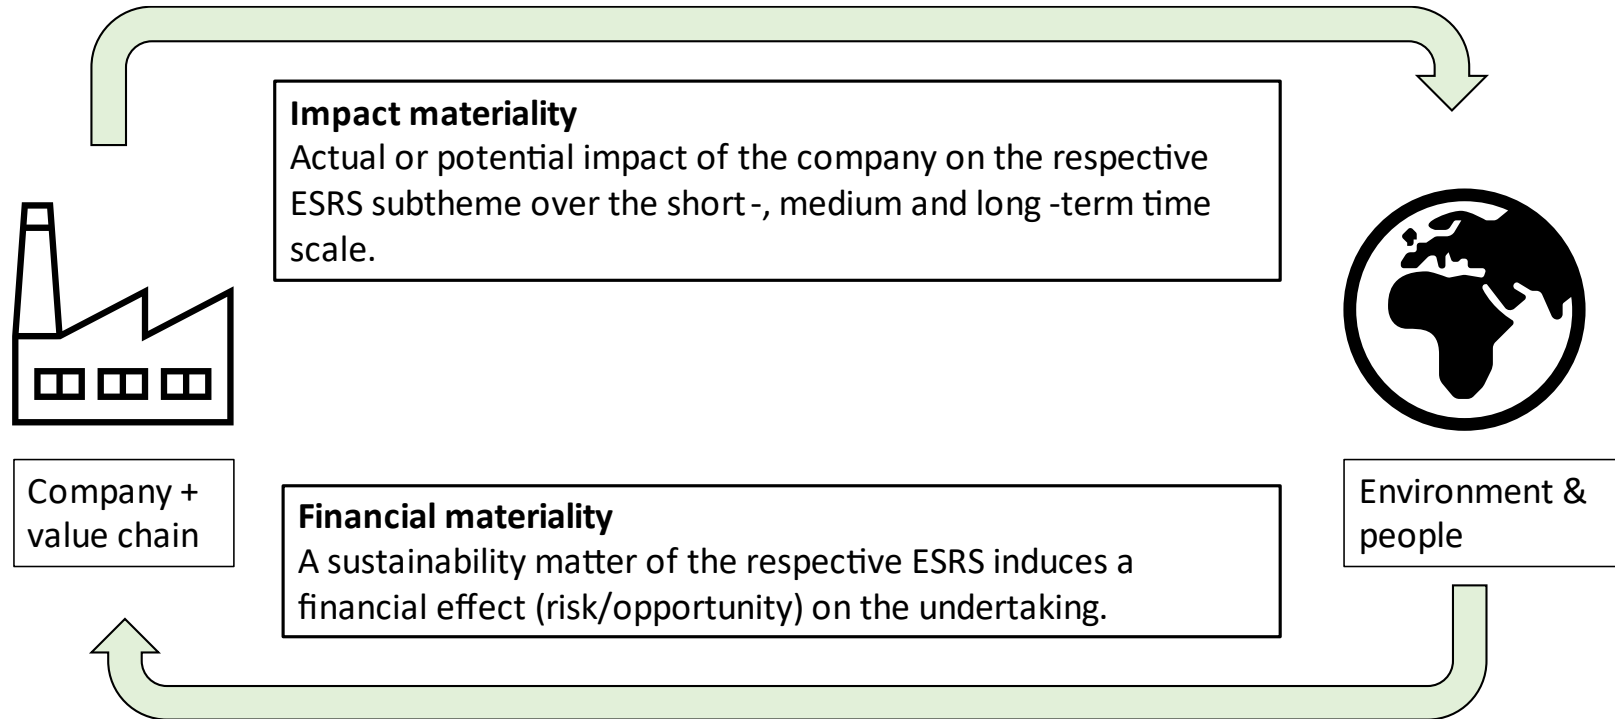 Impact materiality
Actual or potential impact of the company on the respective
ESRS subtheme over the short-, medium and long -term time
scale.
Company +
value chain
Financial materiality
A sustainability matter of the respective ESRS induces a
financial effect (risk/opportunity) on the undertaking.
Environment &
people